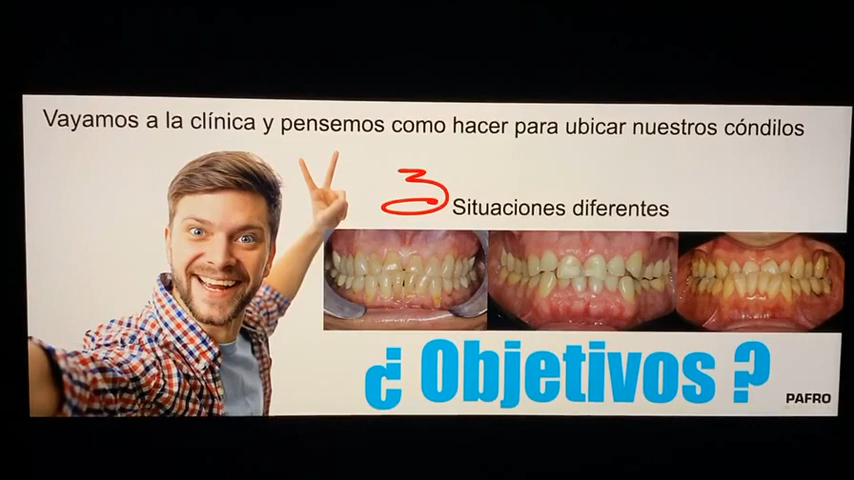 Vayamos a la clínica y pensemos como hacer para ubicar nuestros cóndilos
3 Situaciones diferentes
¿ Objetivos ?
PAFRO